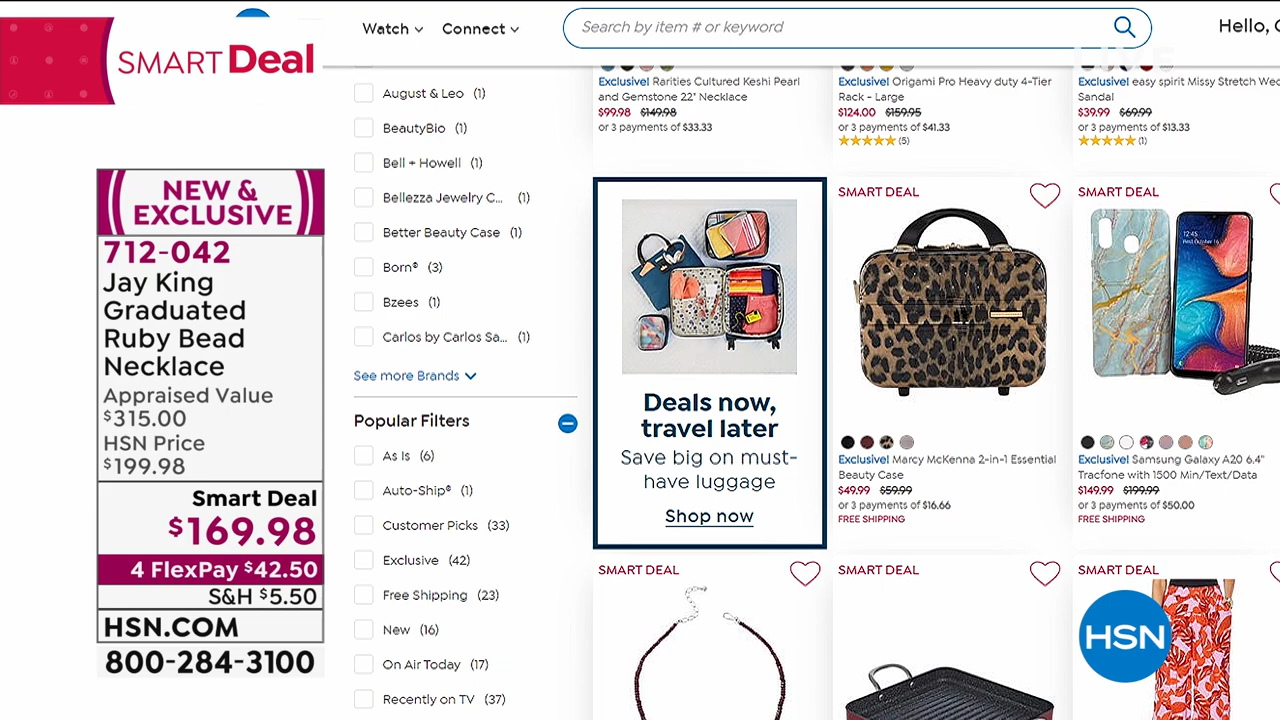 SMART Deal
NEW &
EXCLUSIVE
712-042
Jay King
Graduated
Ruby Bead
Necklace
Appraised Value
$315.00
HSN Price
$199.98
Smart Deal
$169.98
4 FlexPay $42.50
S&H $5.50
HSN.COM
800-284-3100
Watch
Connect
Search by item # or keyword
Hello,
August & Leo (1)
BeautyBio (1)
Bell + Howell (1)
Bellezza Jewelry C... (1)
Better Beauty Case (1)
Born® (3)
Bzees (1)
Carlos by Carlos Sa... (1)
See more Brands
Popular Filters
As Is (6)
Auto-Ship® (1)
Customer Picks (33)
Exclusive (42)
Free Shipping (23)
New (16)
On Air Today (17)
Recently on TV (37)
Exclusive! Rarities Cultured Keshi Pearl
and Gemstone 22" Necklace
$99.98 $149.98
or 3 payments of $33.33
Exclusive! Origami Pro Heavy duty 4-Tier
Rack - Large
$124.00 $159.95
or 3 payments of $41.33
(5)
Exclusive! easy spirit Missy Stretch We
Sandal
$39.99 $69.99
or 3 payments of $13.33
(1)
Deals now,
travel later
Save big on must-
have luggage
Shop now
SMART DEAL
Exclusive! Marcy McKenna 2-in-1 Essential
Beauty Case
$49.99 $59.99
or 3 payments of $16.66
FREE SHIPPING
SMART DEAL
12:45
Exclusive! Samsung Galaxy A20 6.4"
Tracfone with 1500 Min/Text/Data
$149.99 $199.99
or 3 payments of $50.00
FREE SHIPPING
SMART DEAL
SMART DEAL
SMART DEAL
HSN